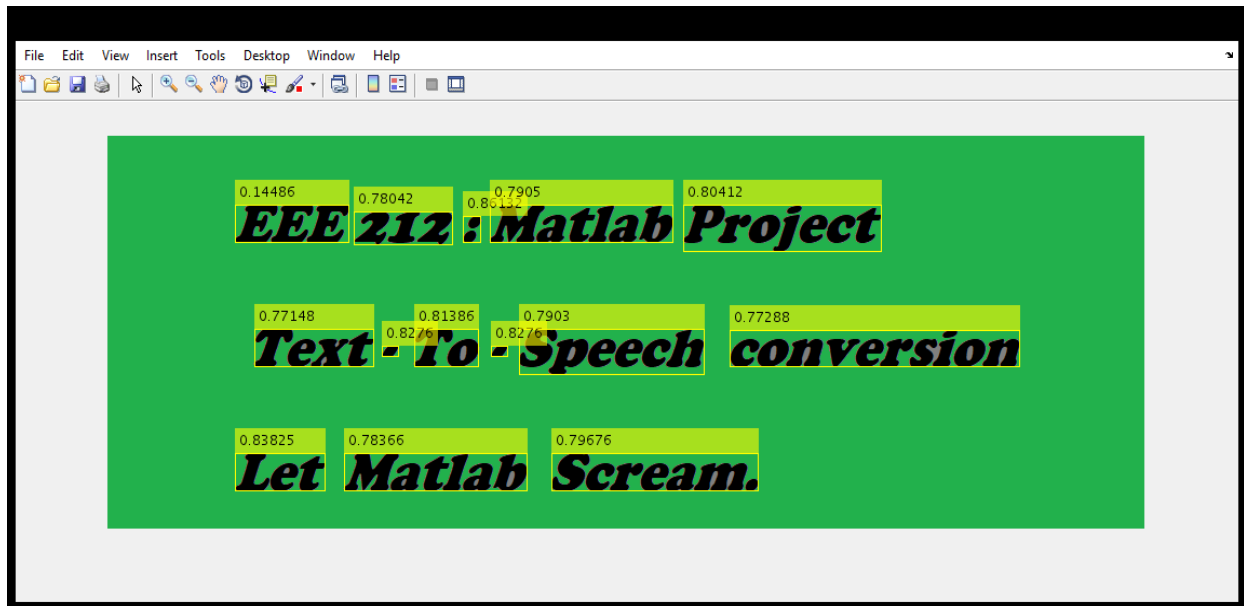 File Edit View Insert Tools Desktop Window Help
0.14486 0.78042 0.86132 0.7905 0.80412
EEE 212 : Matlab Project
0.77148 0.8276 0.81386 0.8276 0.7903 0.77288
Text - To - Speech conversion
0.83825 0.78366 0.79676
Let Matlab Scream.